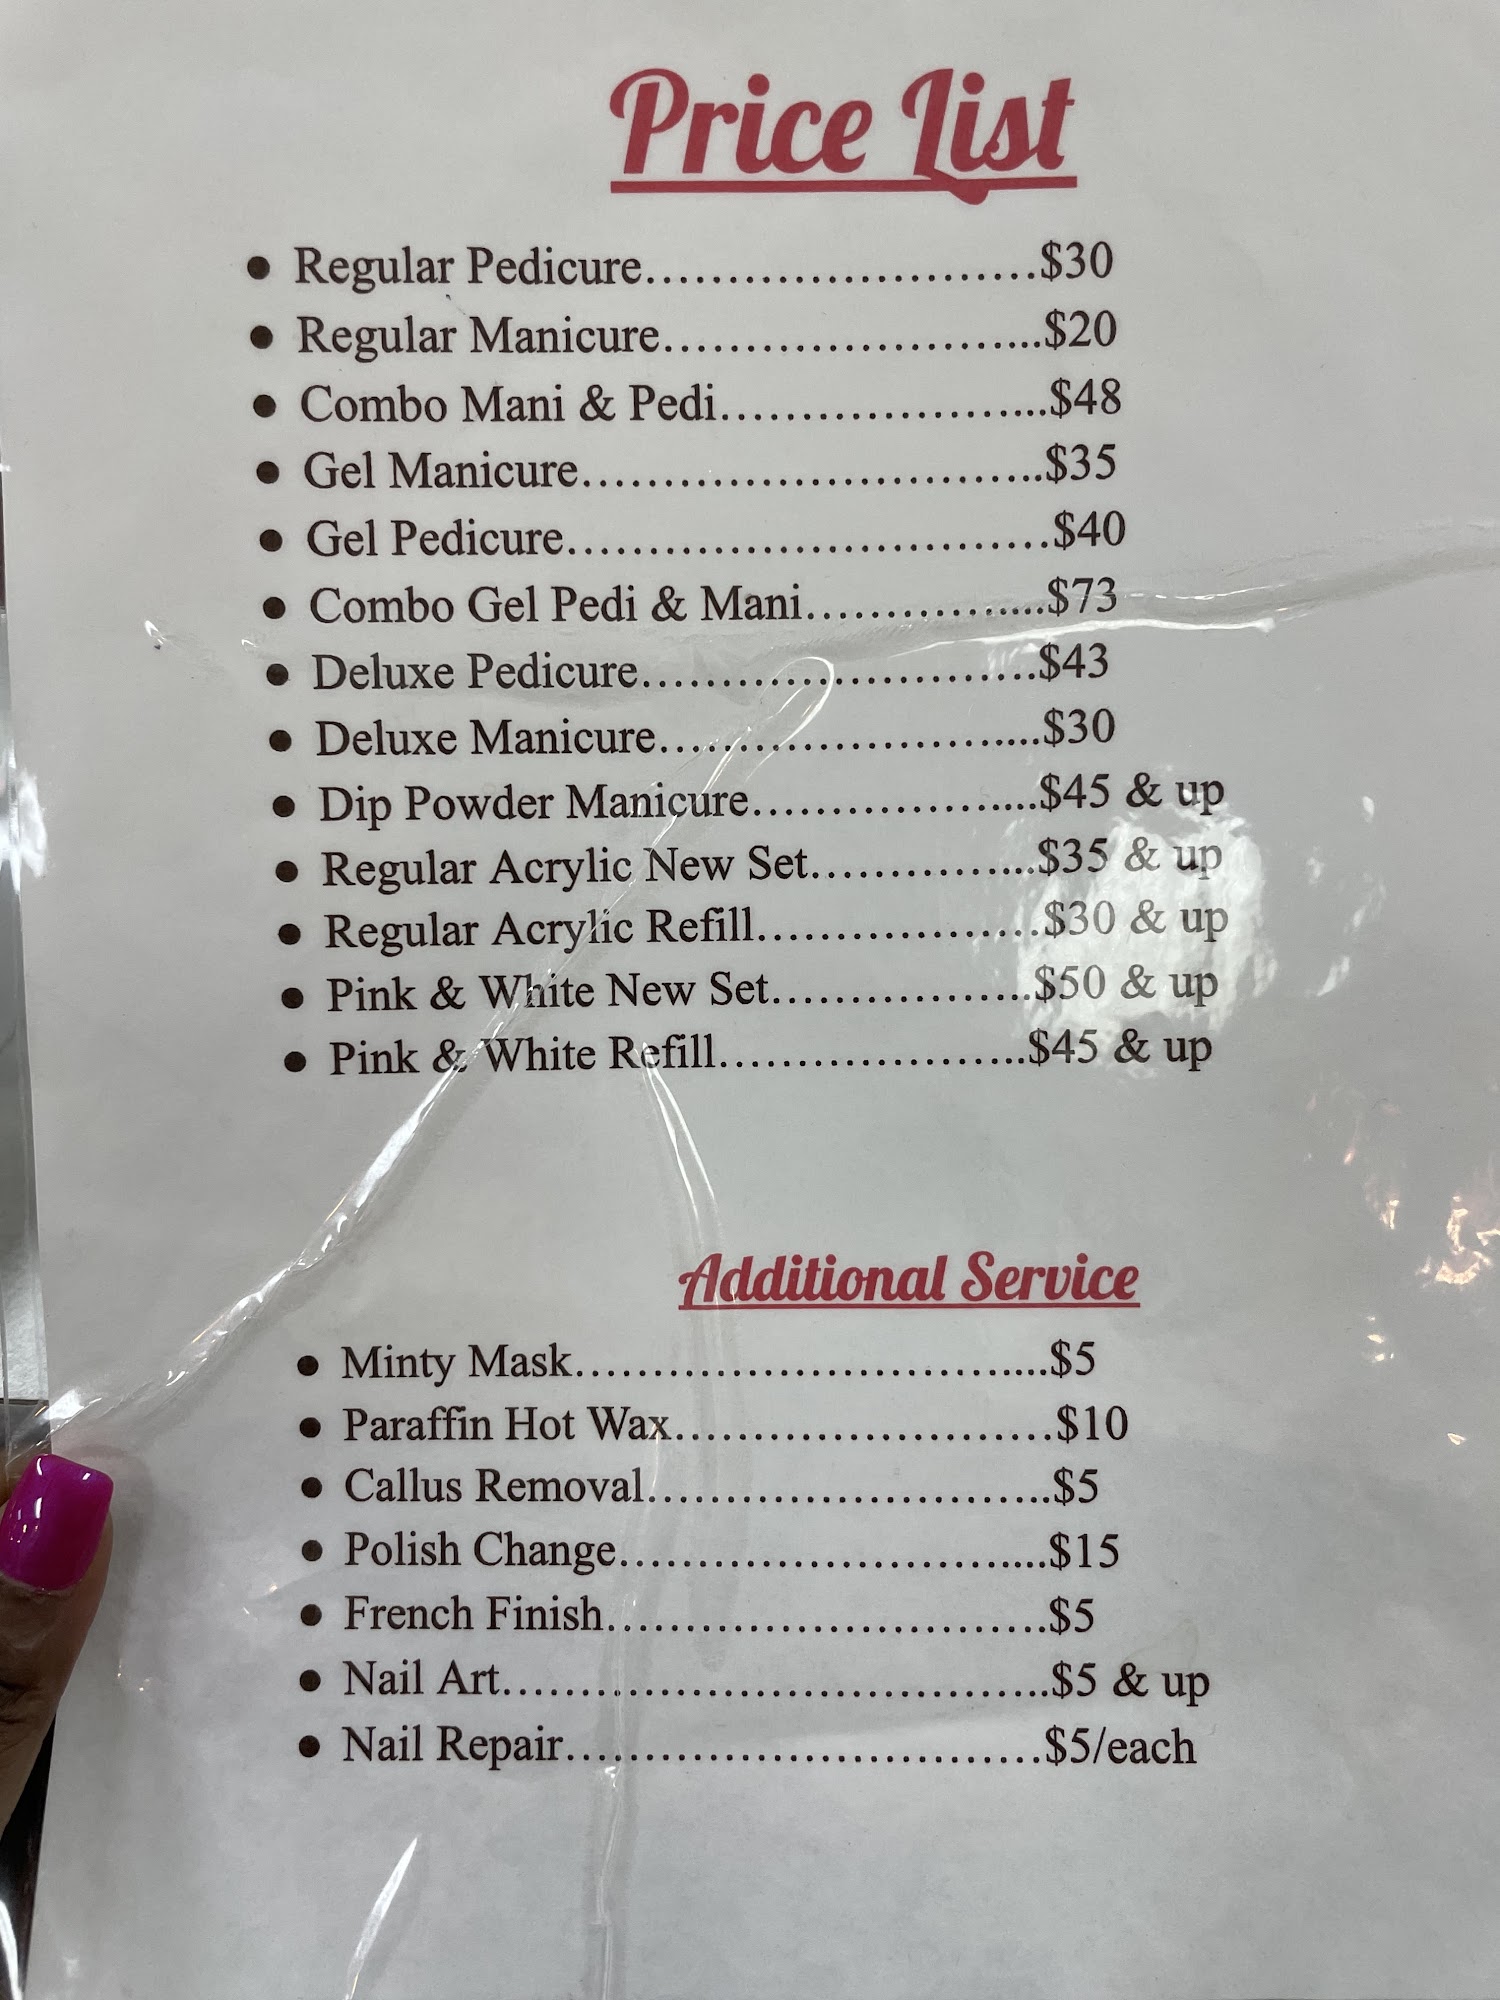 Price List
• Regular Pedicure........................$30
• Regular Manicure.......................$20
• Combo Mani & Pedi....................$48
• Gel Manicure............................$35
• Gel Pedicure.............................$40
• Combo Gel Pedi & Mani...............$73
• Deluxe Pedicure........................$43
• Deluxe Manicure........................$30
• Dip Powder Manicure..................$45 & up
• Regular Acrylic New Set..............$35 & up
• Regular Acrylic Refill..................$30 & up
• Pink & White New Set................$50 & up
• Pink & White Refill...................$45 & up
Additional Service
• Minty Mask.............................$5
• Paraffin Hot Wax.......................$10
• Callus Removal.........................$5
• Polish Change..........................$15
• French Finish...........................$5
• Nail Art..................................$5 & up
• Nail Repair.............................$5/each